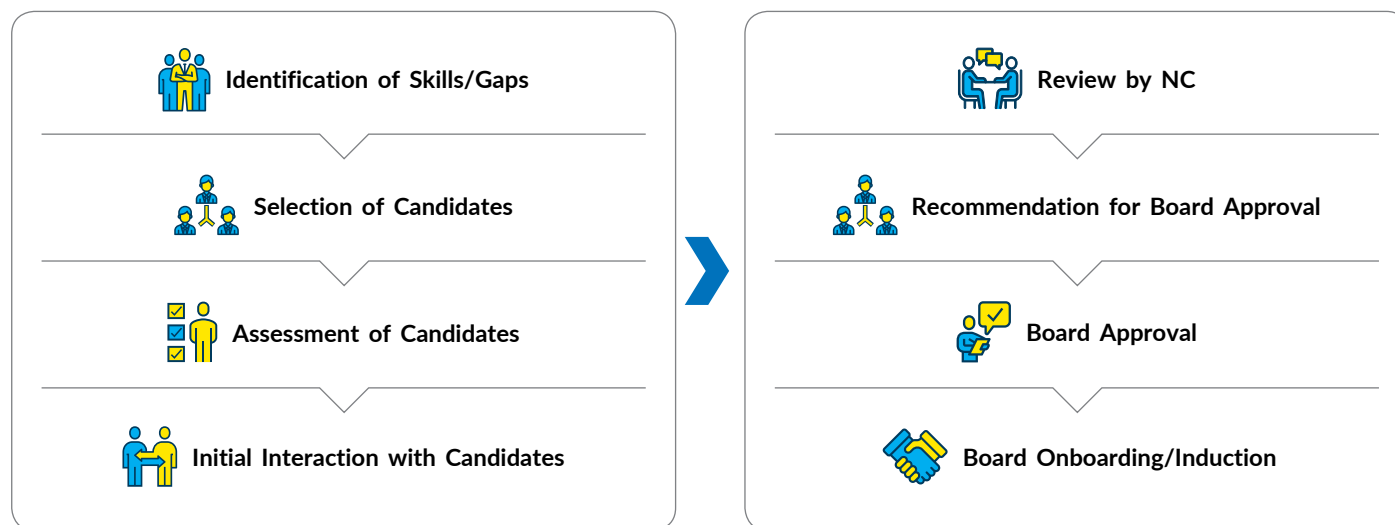 Identification of Skills/Gaps
Selection of Candidates
Assessment of Candidates
Initial Interaction with Candidates
Review by NC
Recommendation for Board Approval
Board Approval
Board Onboarding/Induction